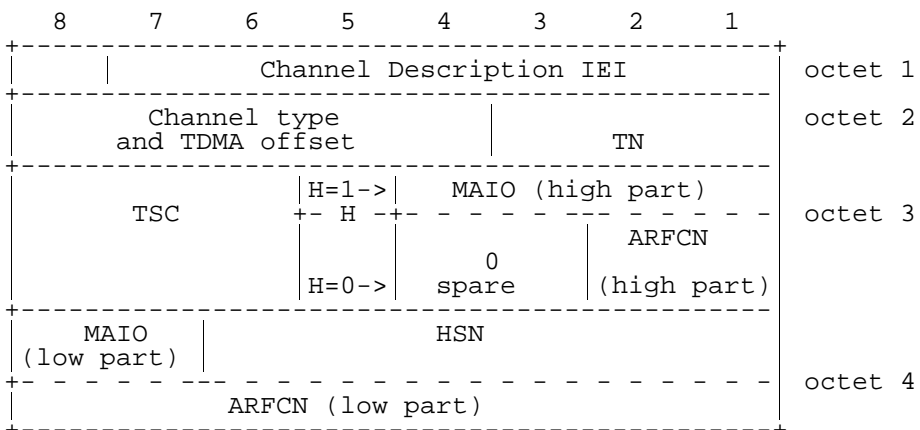 8 7 6 5 4 3 2 1
Channel Description IEI octet 1
Channel type octet 2
and TDMA offset TN
H=1-> MAIO (high part)
TSC H octet 3
ARFCN
0
H=0-> spare (high part)
MAIO HSN
(low part)
octet 4
ARFCN (low part)